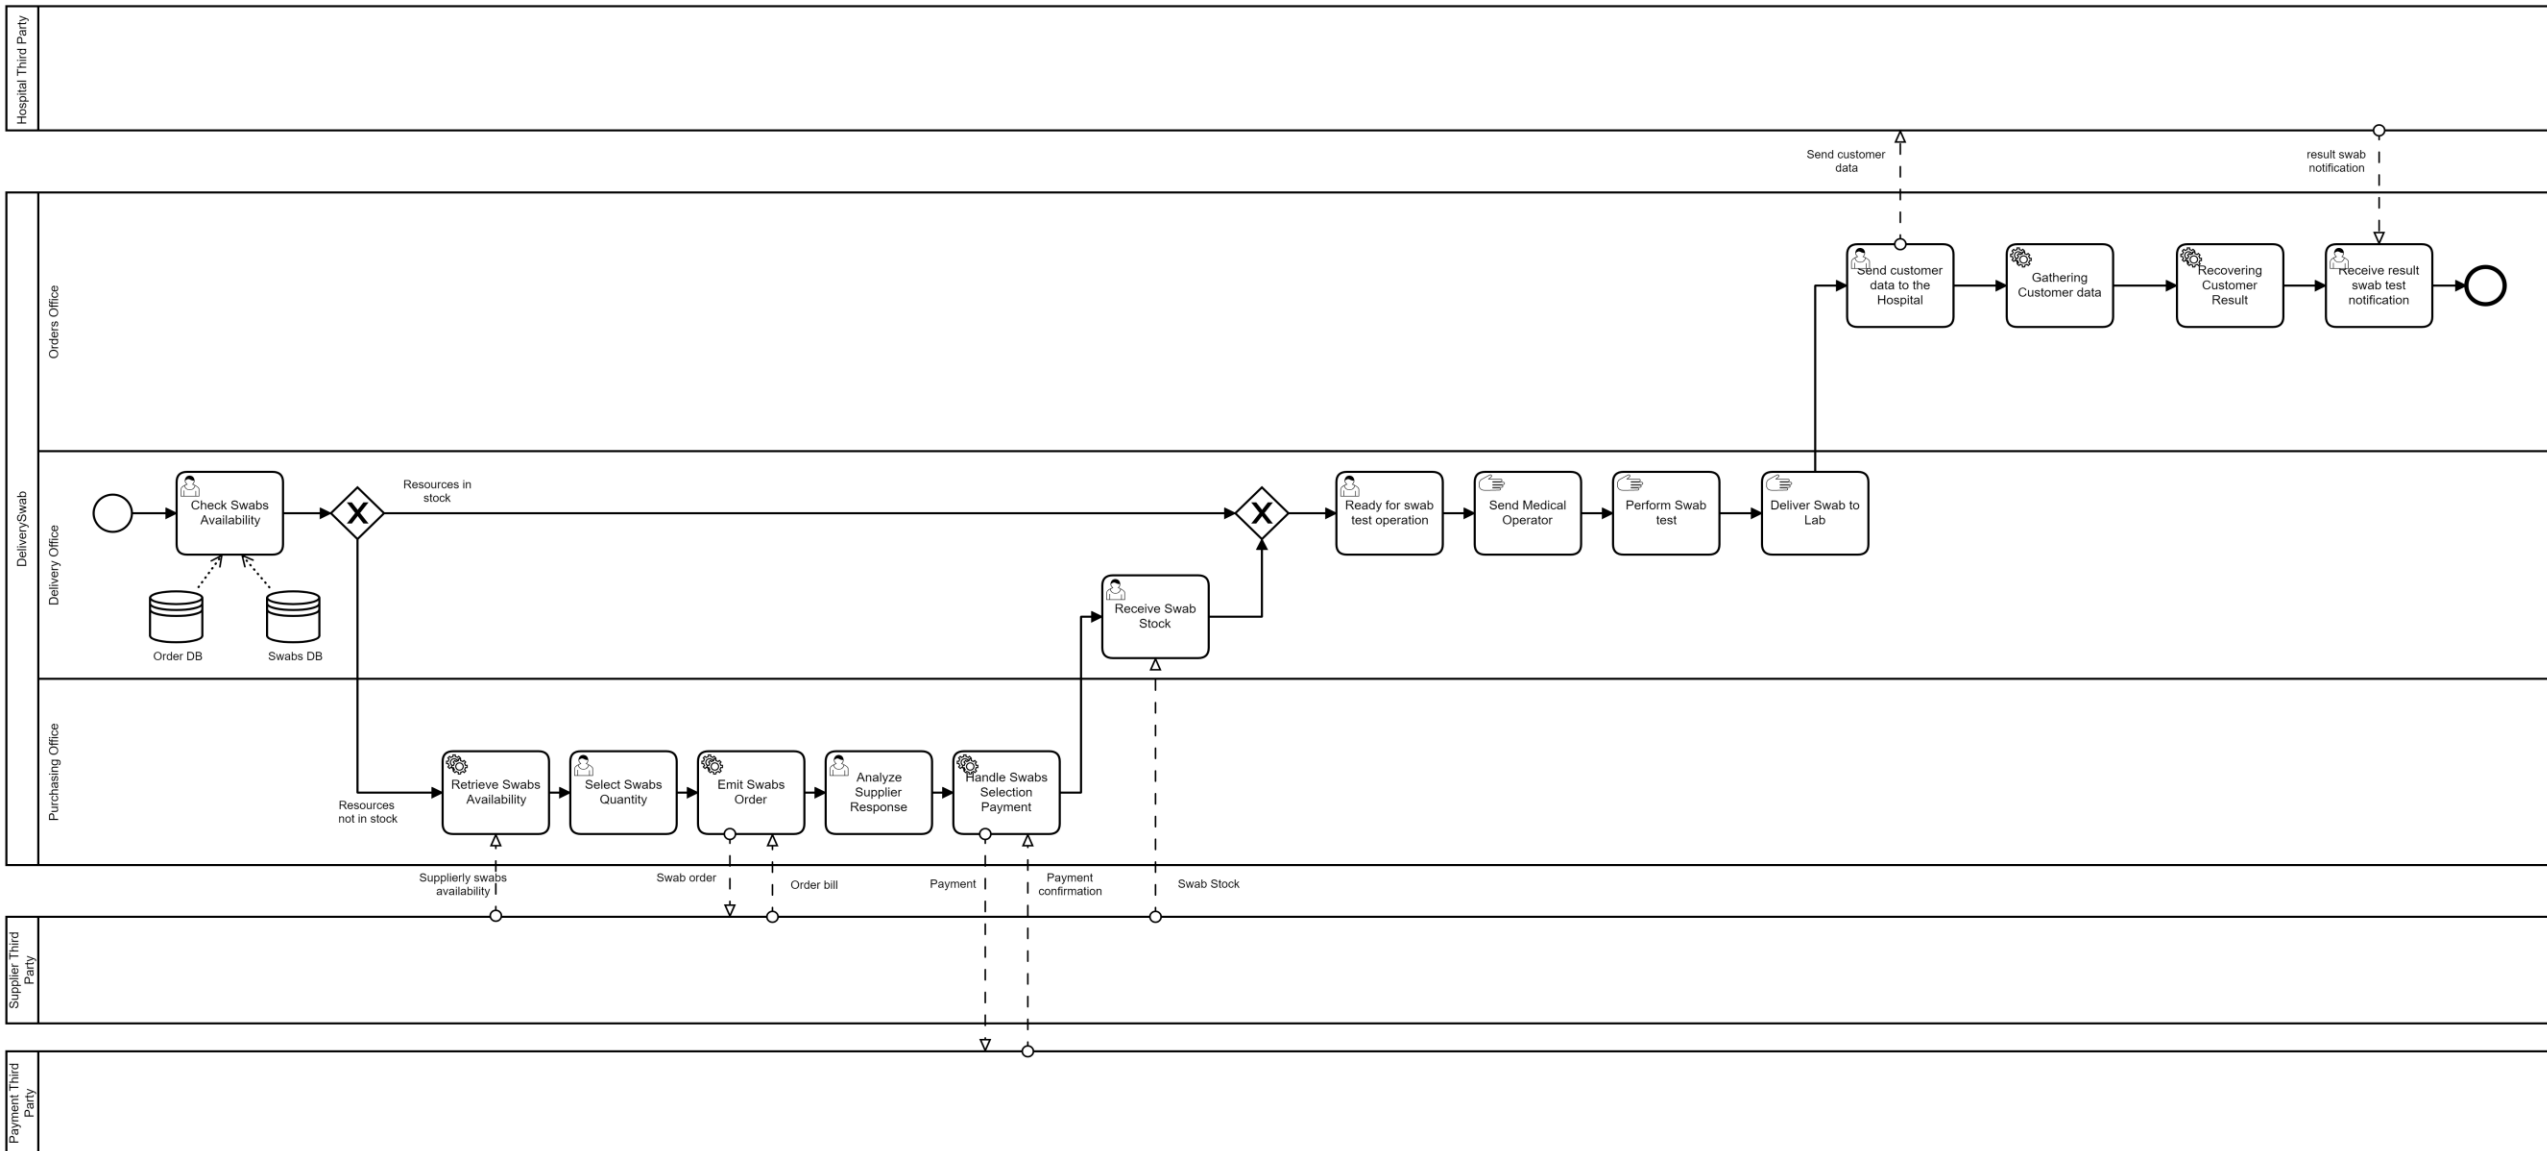 Hospital Third Party
Send customer
data
result swab
notification
DeliverySwab
Orders Office
Send customer
data to the
Hospital
Gathering
Customer data
Recovering
Customer
Result
Receive result
swab test
notification
Delivery Office
Check Swabs
Availability
Order DB
Swabs DB
Resources in
stock
Receive Swab
Stock
Ready for swab
test operation
Send Medical
Operator
Perform Swab
test
Deliver Swab to
Lab
Purchasing Office
Resources
not in stock
Retrieve Swabs
Availability
Select Swabs
Quantity
Emit Swabs
Order
Analyze
Supplier
Response
Handle Swabs
Selection
Payment
Supplierly swabs
availability
Swab order
Order bill
Payment
Payment
confirmation
Swab Stock
Supplier Third
Party
Payment Third
Party